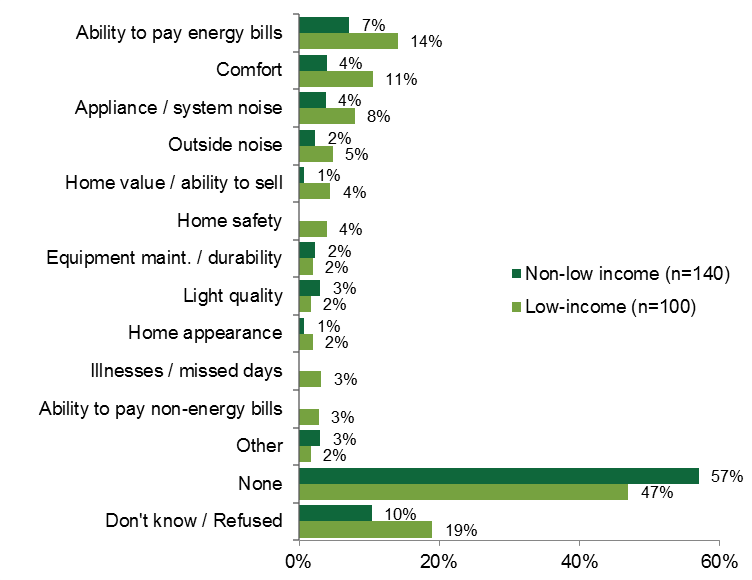 Ability to pay energy bills
7%
14%
Comfort
4%
11%
Appliance / system noise
4%
8%
Outside noise
2%
5%
Home value / ability to sell
1%
4%
Home safety
4%
Equipment maint. / durability
2%
2%
Light quality
3%
2%
Home appearance
1%
2%
Illnesses / missed days
3%
Ability to pay non-energy bills
3%
Other
3%
2%
None
57%
47%
Don't know / Refused
10%
19%
0%
20%
40%
60%
Non-low income (n=140)
Low-income (n=100)